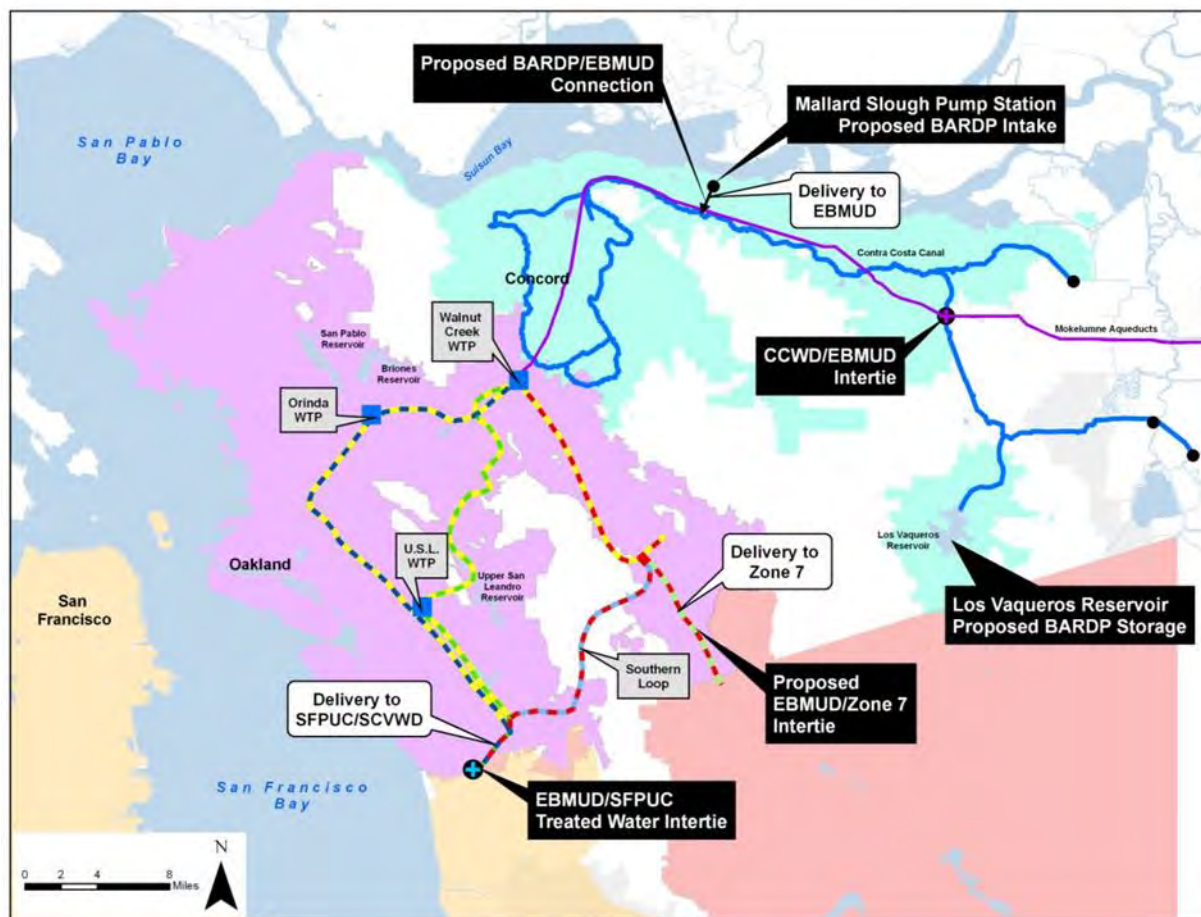 Proposed BARDP/EBMUD
Connection
Mallard Slough Pump Station
Proposed BARDP Intake
San Pablo
Bay
Suisun Bay
Delivery to
EBMUD
Contra Costa Canal
Concord
Mokelumne Aqueducts
CCWD/EBMUD
Intertie
Walnut
Creek
WTP
San Pablo
Reservoir
Briones
Reservoir
Orinda
WTP
Los Vaqueros
Reservoir
Delivery to
Zone 7
U.S.L.
WTP
Oakland
Upper San
Leandro
Reservoir
San
Francisco
Los Vaqueros Reservoir
Proposed BARDP Storage
Southern
Loop
Proposed
EBMUD/Zone 7
Intertie
Delivery to
SFPUC/SCVWD
San Francisco
Bay
EBMUD/SFPUC
Treated Water Intertie
N
0 2 4 8
Miles